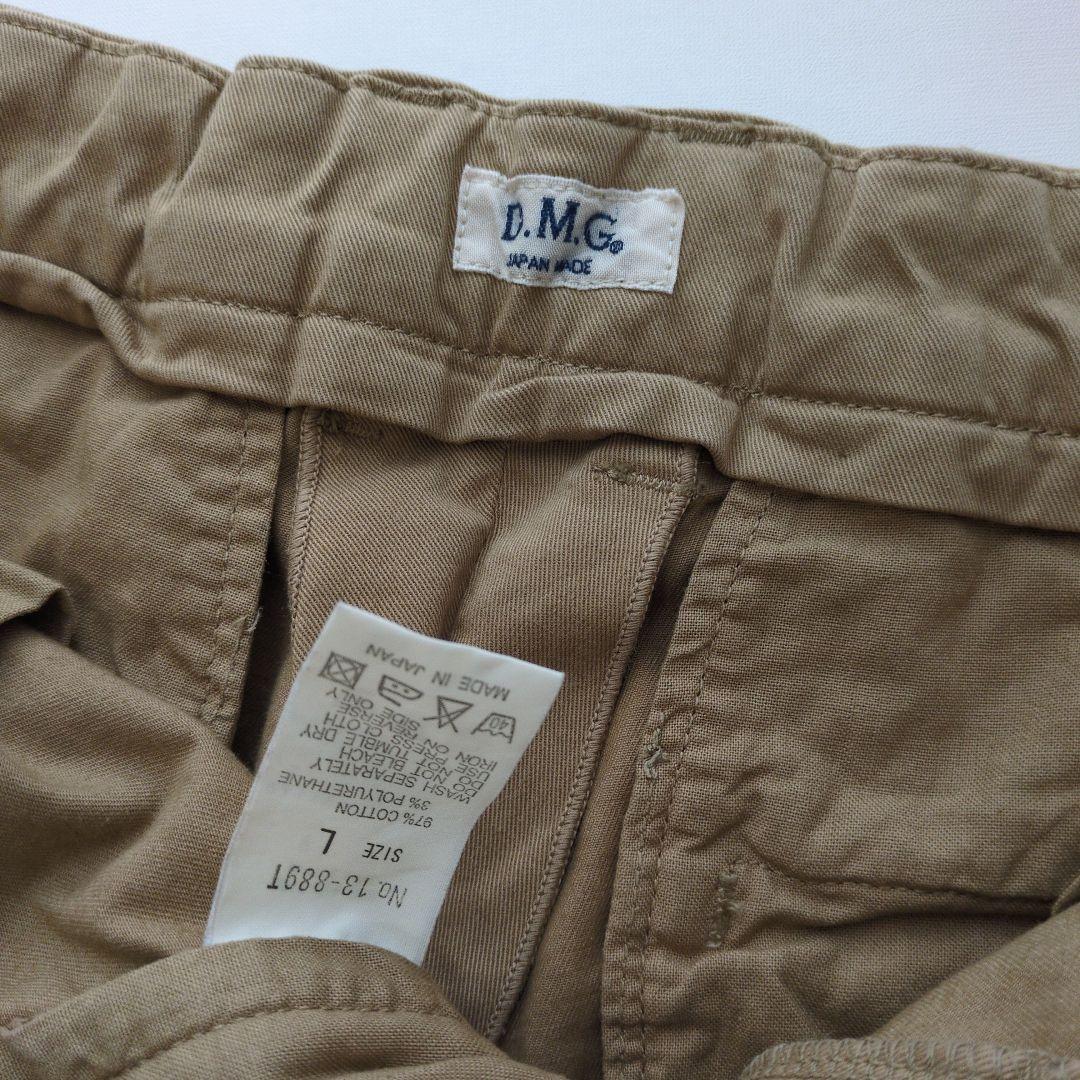 D.M.G®
JAPAN MADE
No.13-889T
SIZE L
97% COTTON
3% POLYURETHANE
WASH SEPARATELY
DO NOT BLEACH
DO NOT TUMBLE DRY
USE PRESS CLOTH
IRON ON REVERSE
SIDE ONLY
40
MADE IN JAPAN